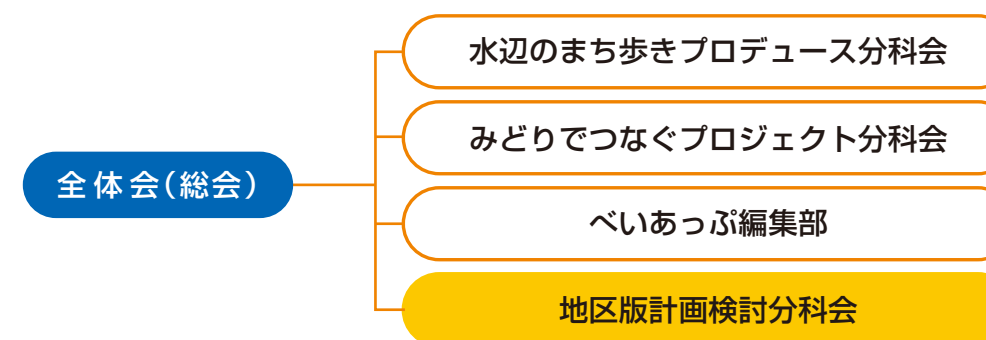 水辺のまち歩きプロデュース分科会
みどりでつなぐプロジェクト分科会
全体会(総会)
べいあっぷ編集部
地区版計画検討分科会